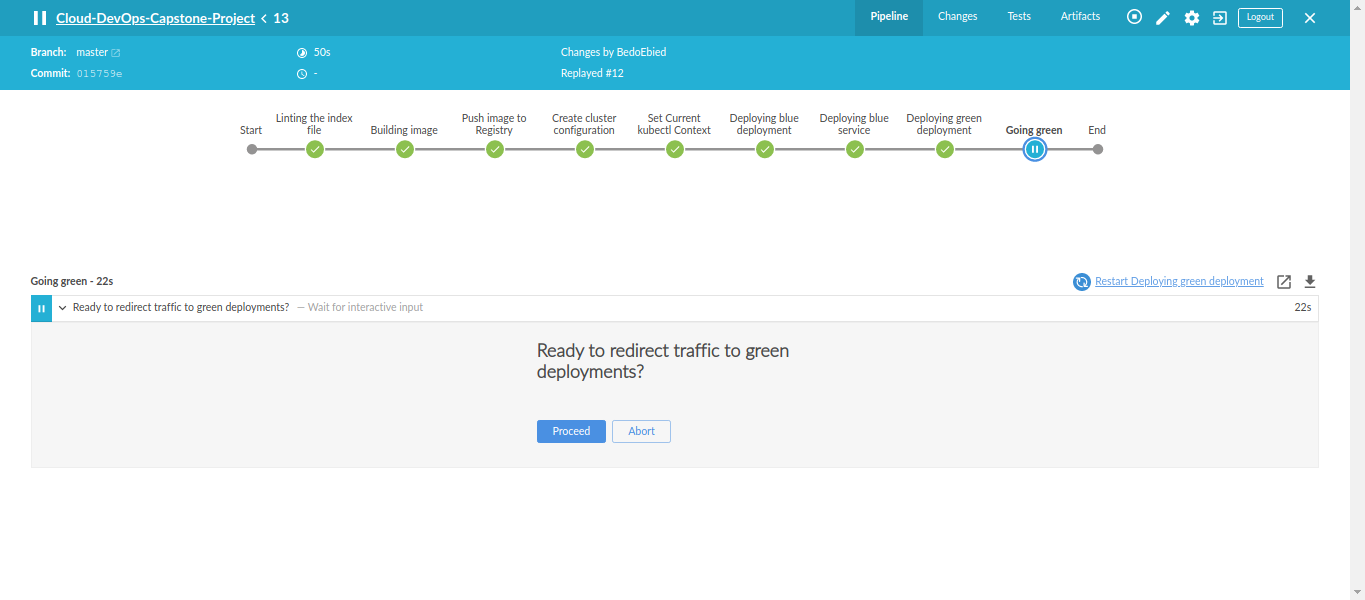 Cloud-DevOps-Capstone-Project < 13
Pipeline Changes Tests Artifacts Logout
Branch: master
50s
Changes by BedoEbied
Commit: 015759e
-
Replayed #12
Start
Linting the index
file
Building image
Push image to
Registry
Create cluster
configuration
Set Current
kubectl Context
Deploying blue
deployment
Deploying blue
service
Deploying green
deployment
Going green
End
Going green - 22s
Restart Deploying green deployment
Ready to redirect traffic to green deployments? — Wait for interactive input
22s
Ready to redirect traffic to green
deployments?
Proceed Abort